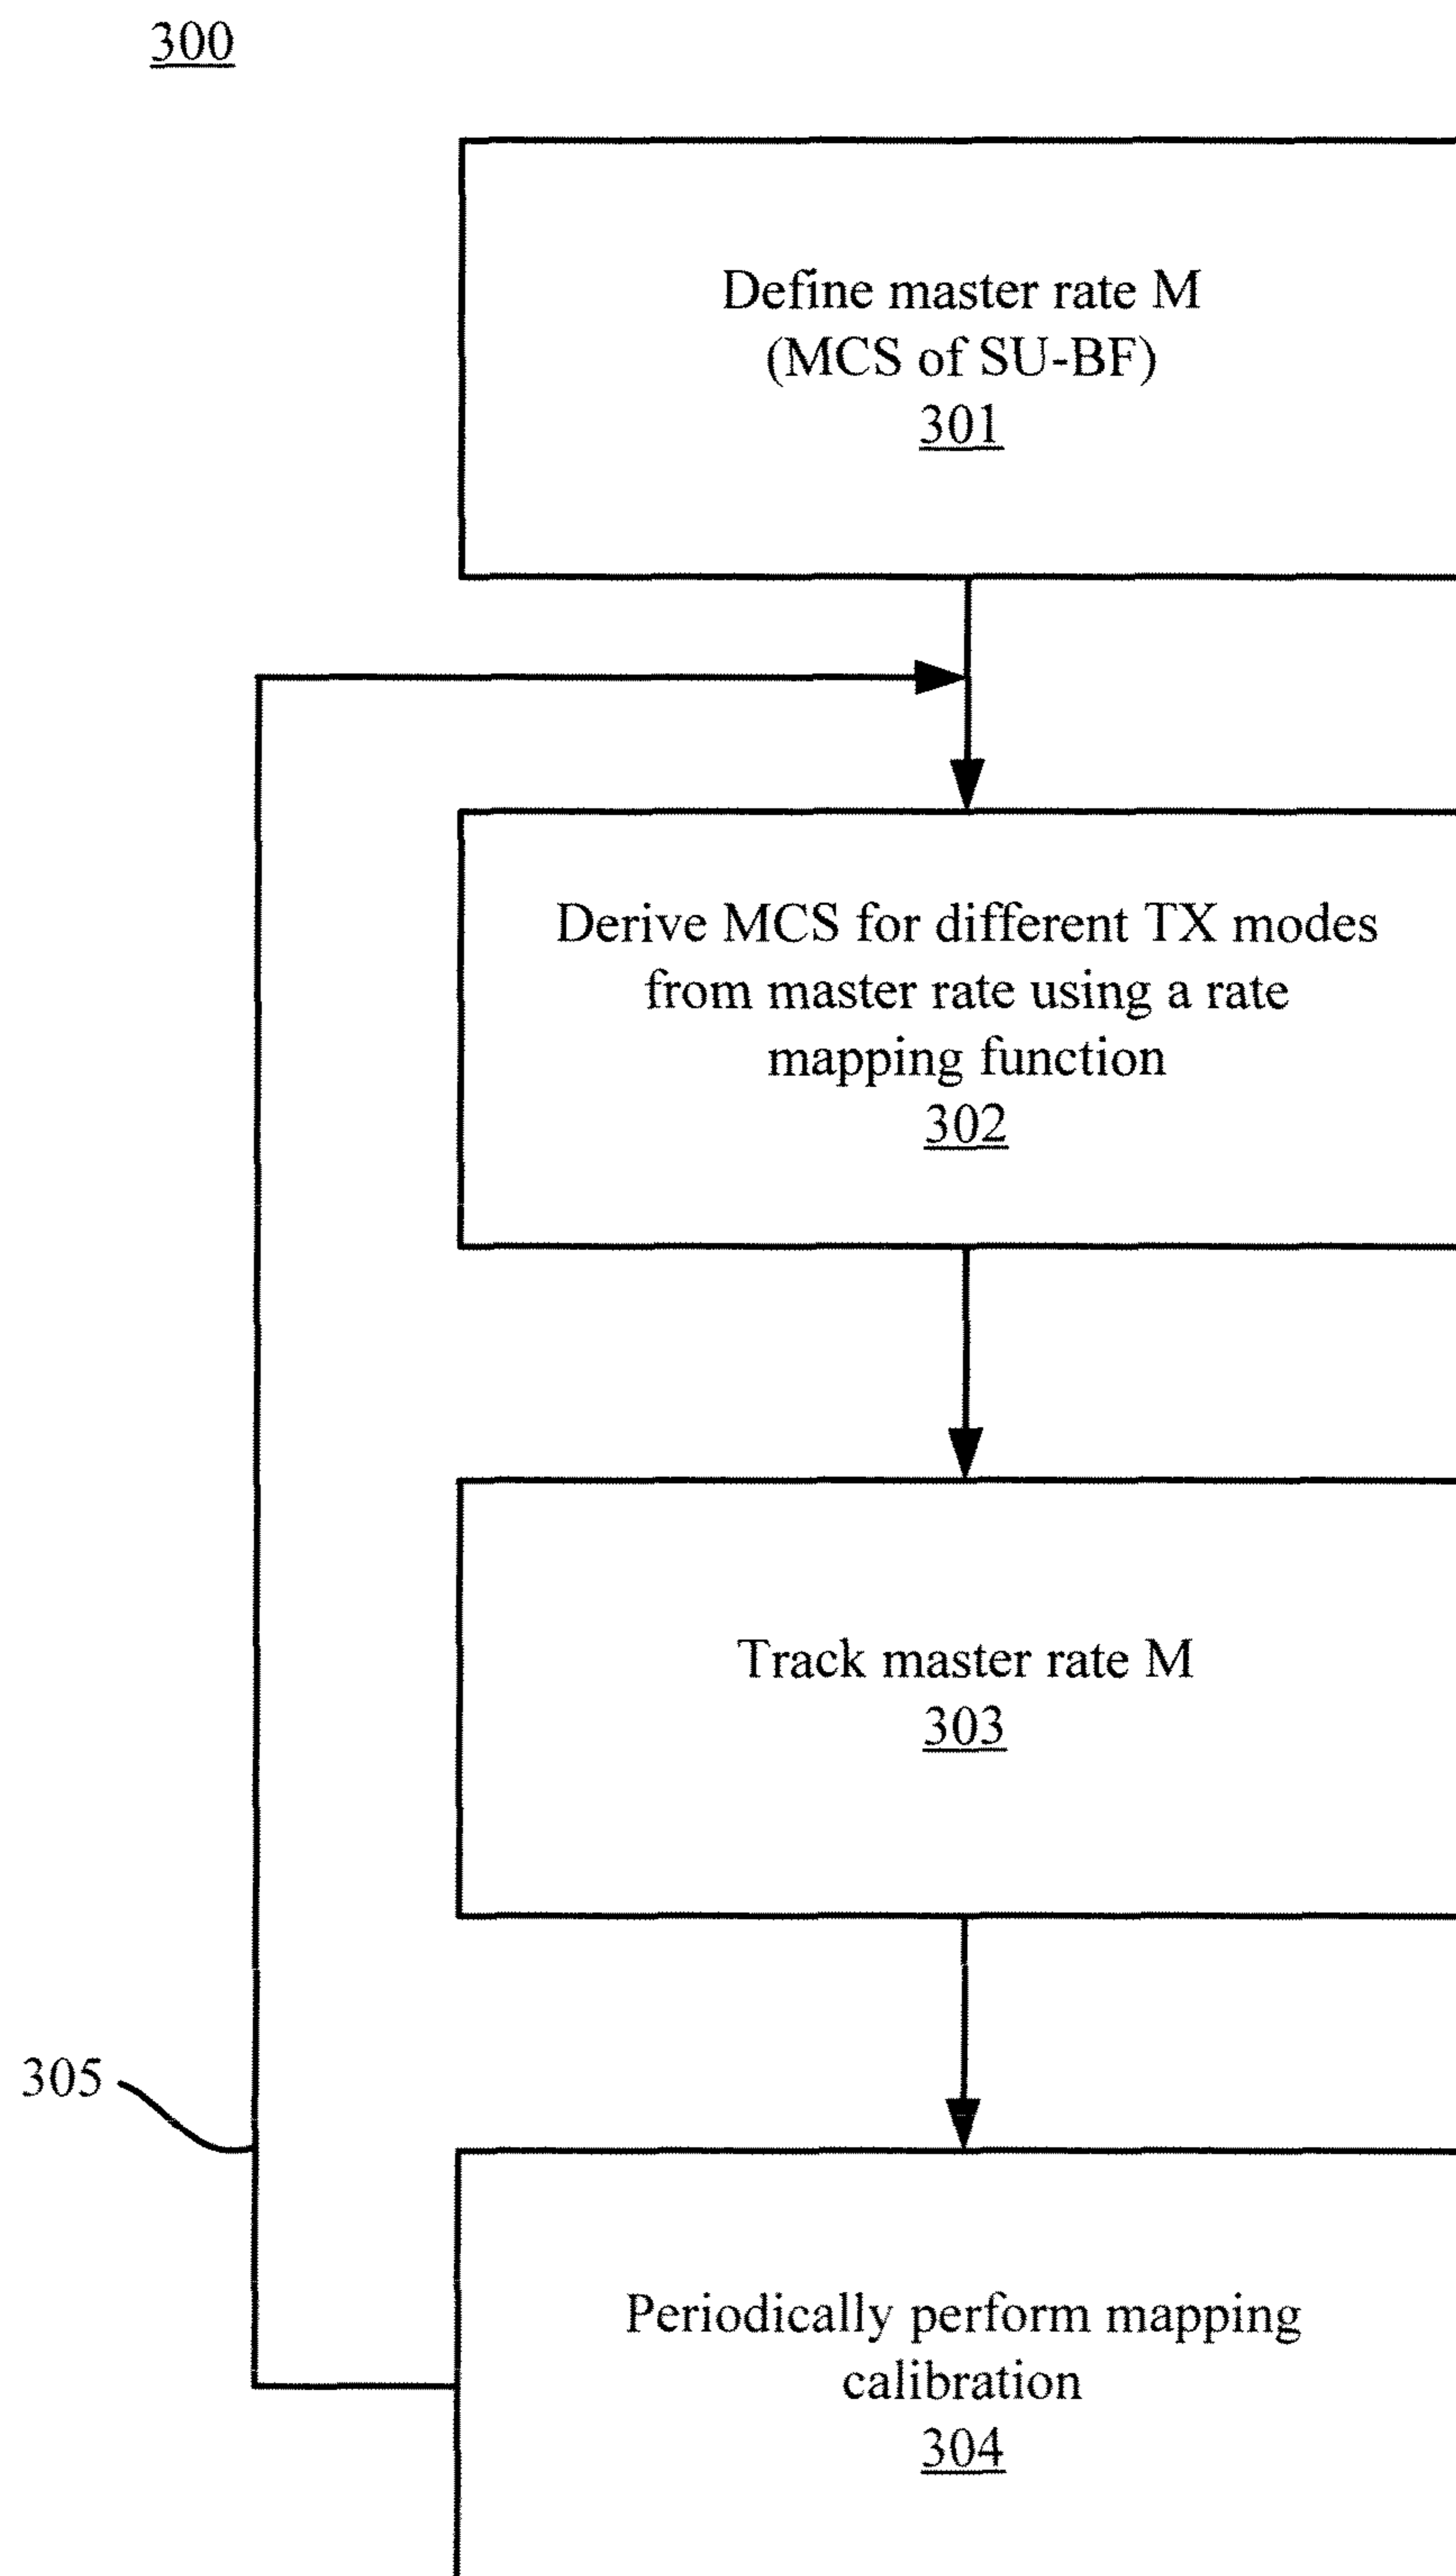 300
Define master rate M
(MCS of SU-BF)
301
Derive MCS for different TX modes
from master rate using a rate
mapping function
302
Track master rate M
303
305
Periodically perform mapping
calibration
304